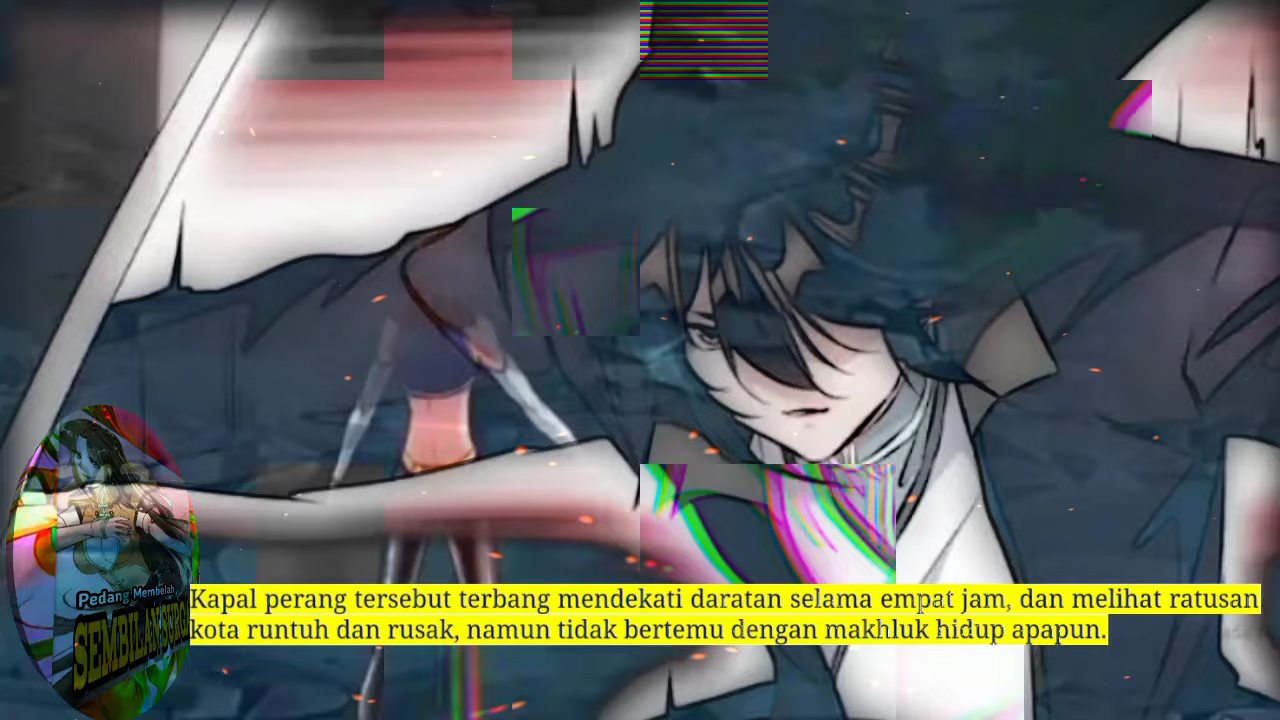 Kapal perang tersebut terbang mendekati daratan selama empat jam, dan melihat ratusan
kota runtuh dan rusak, namun tidak bertemu dengan makhluk hidup apapun.
Pedang Membelah
SEMBILAN